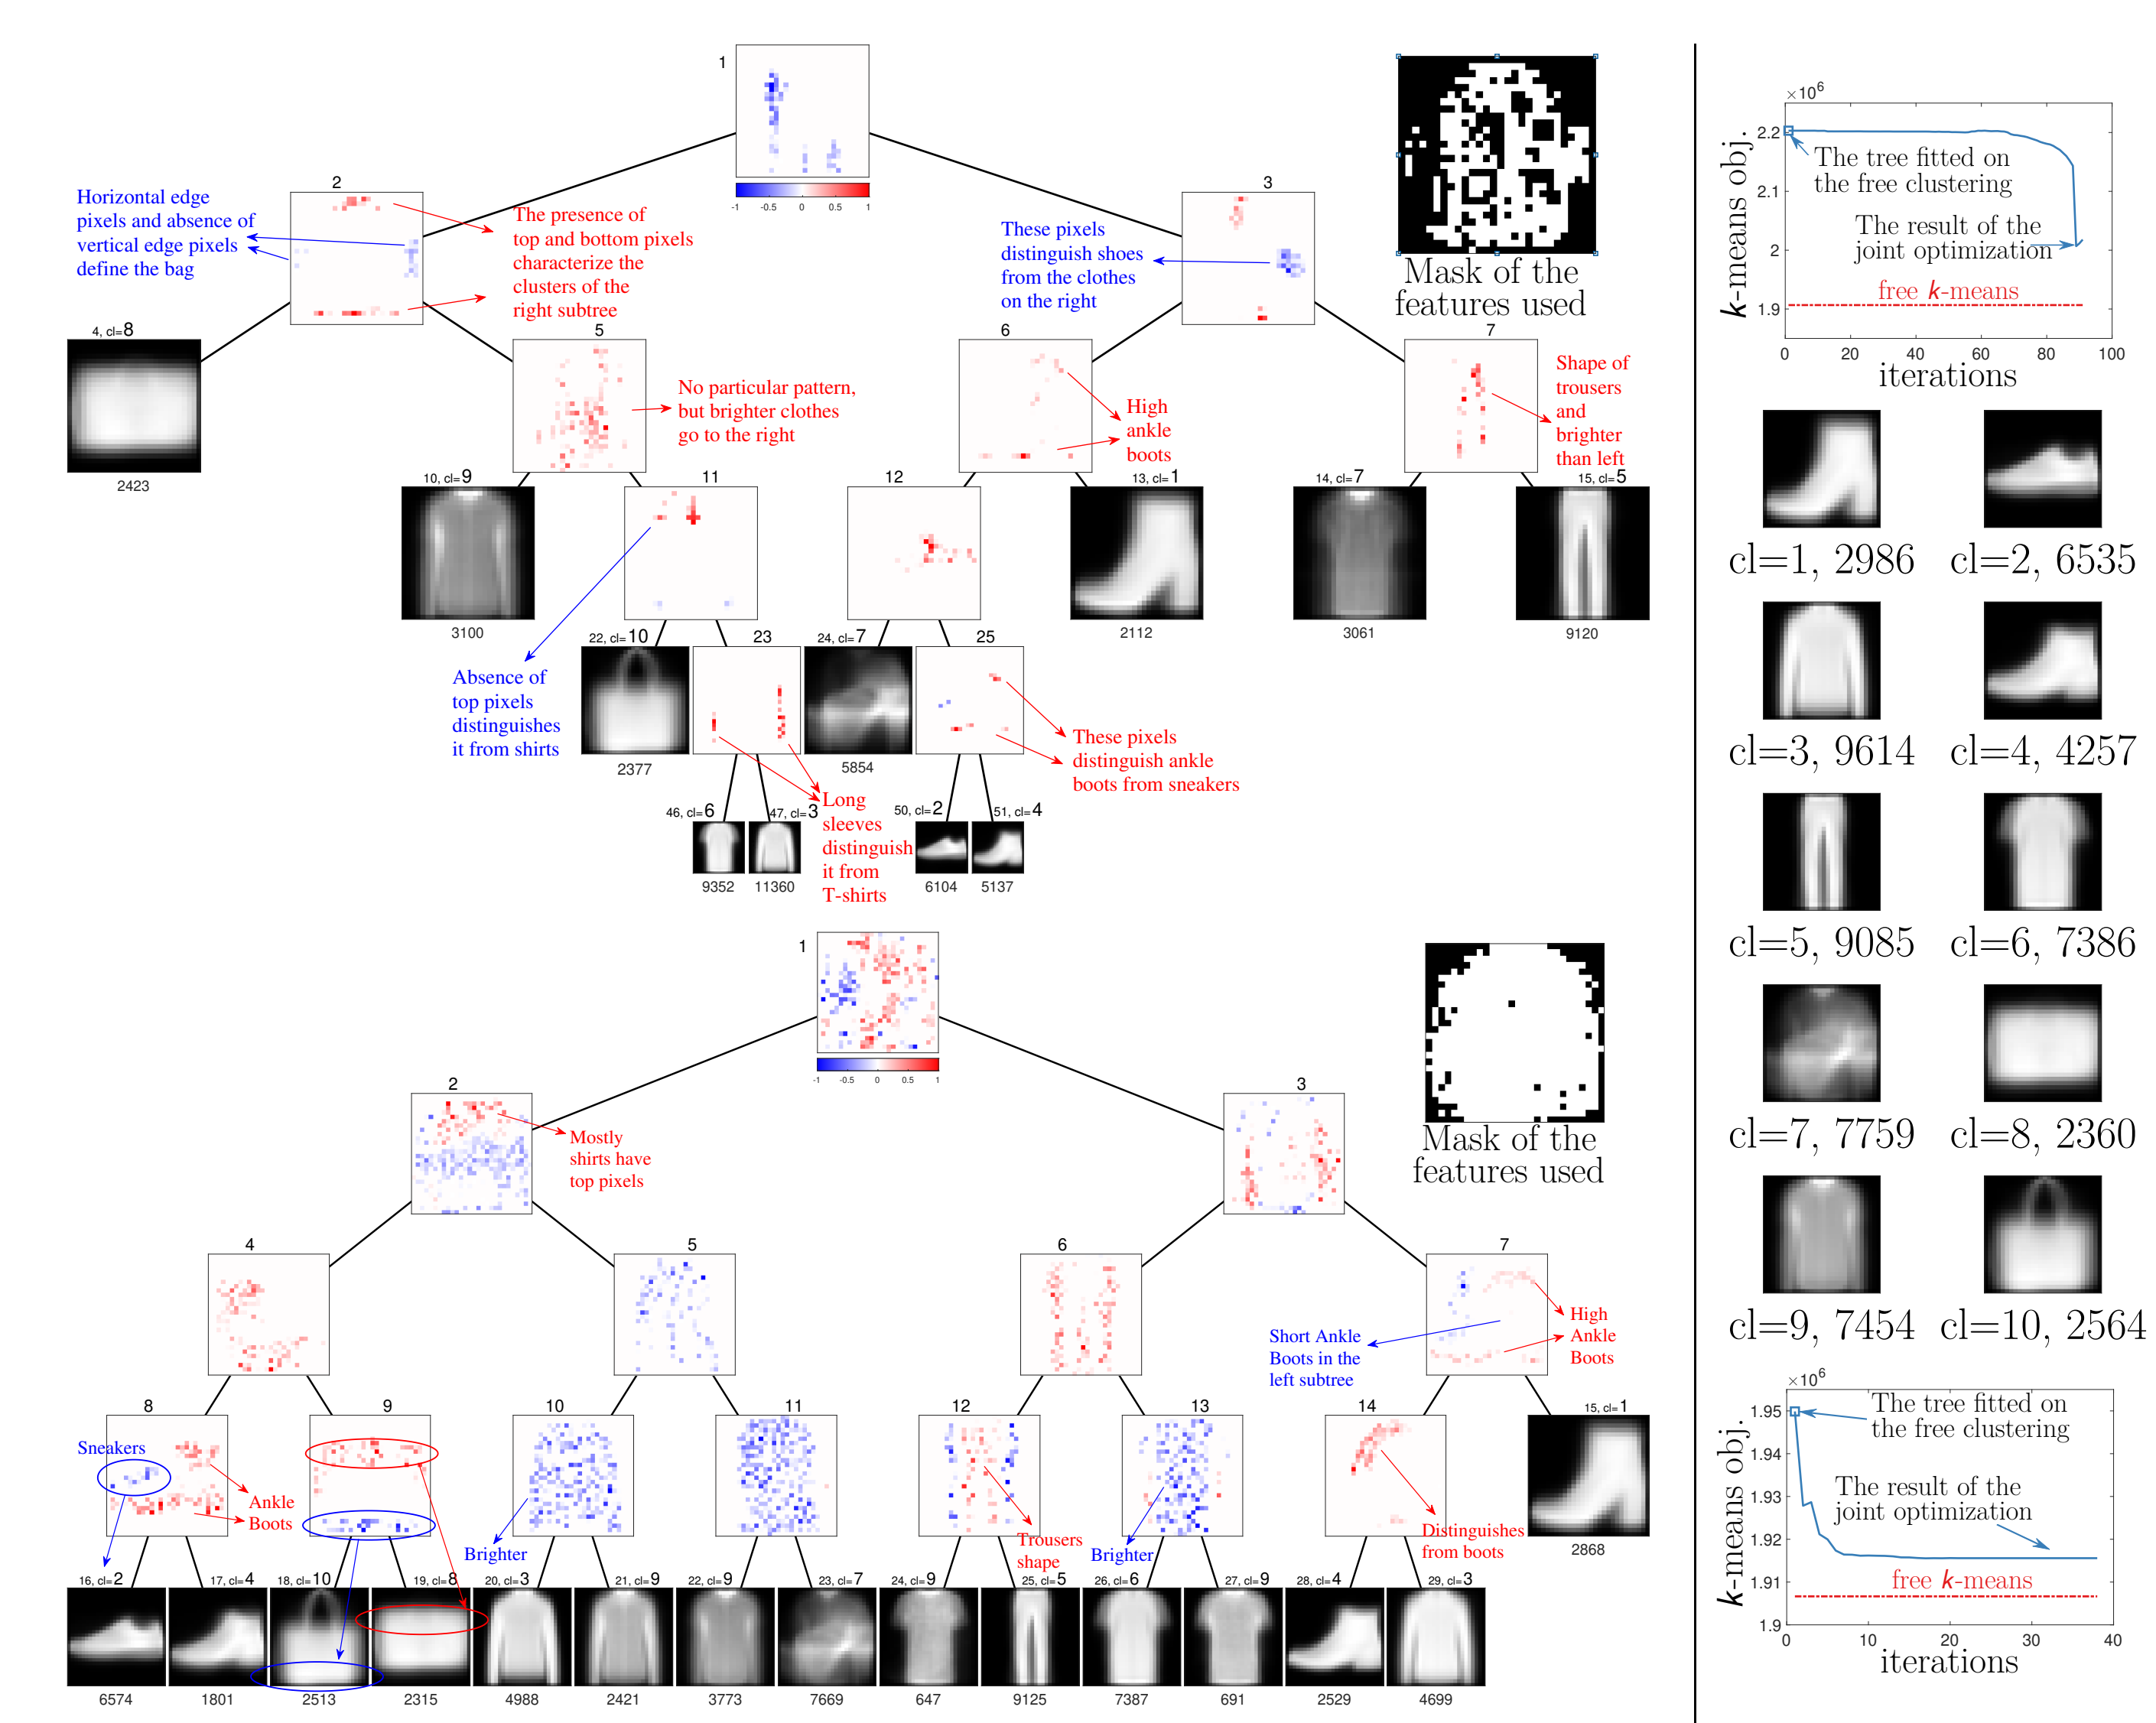 1
-1 -0.5 0 0.5 1
2
Horizontal edge
pixels and absence of
vertical edge pixels
define the bag
The presence of
top and bottom pixels
characterize the
clusters of the
right subtree
3
These pixels
distinguish shoes
from the clothes
on the right
Mask of the
features used
4, cl=8
2423
5
No particular pattern,
but brighter clothes
go to the right
6
High
ankle
boots
7
Shape of
trousers
and
brighter
than left
10, cl=9
3100
11
12
13, cl=1
2112
14, cl=7
3061
15, cl=5
9120
Absence of
top pixels
distinguishes
it from shirts
22, cl=10
2377
23
24, cl=7
5854
25
These pixels
distinguish ankle
boots from sneakers
Long
sleeves
distinguish
it from
T-shirts
46, cl=6
9352
47, cl=3
11360
50, cl=2
6104
51, cl=4
5137
1
-1 -0.5 0 0.5 1
Mask of the
features used
2
Mostly
shirts have
top pixels
3
4
5
6
7
Short Ankle
Boots in the
left subtree
High
Ankle
Boots
8
Sneakers
Ankle
Boots
9
10
Brighter
11
12
Trousers
shape
13
Brighter
14
Distinguishes
from boots
15, cl=1
2868
16, cl=2
6574
17, cl=4
1801
18, cl=10
2513
19, cl=8
2315
20, cl=3
4988
21, cl=9
2421
22, cl=9
3773
23, cl=7
7669
24, cl=9
647
25, cl=5
9125
26, cl=6
7387
27, cl=9
691
28, cl=4
2529
29, cl=3
4699
×10⁶
k-means obj.
2.2
2.1
2
1.9
The tree fitted on
the free clustering
The result of the
joint optimization
free k-means
0 20 40 60 80 100
iterations
cl=1, 2986
cl=2, 6535
cl=3, 9614
cl=4, 4257
cl=5, 9085
cl=6, 7386
cl=7, 7759
cl=8, 2360
cl=9, 7454
cl=10, 2564
×10⁶
k-means obj.
1.95
1.94
1.93
1.92
1.91
1.9
The tree fitted on
the free clustering
The result of the
joint optimization
free k-means
0 10 20 30 40
iterations